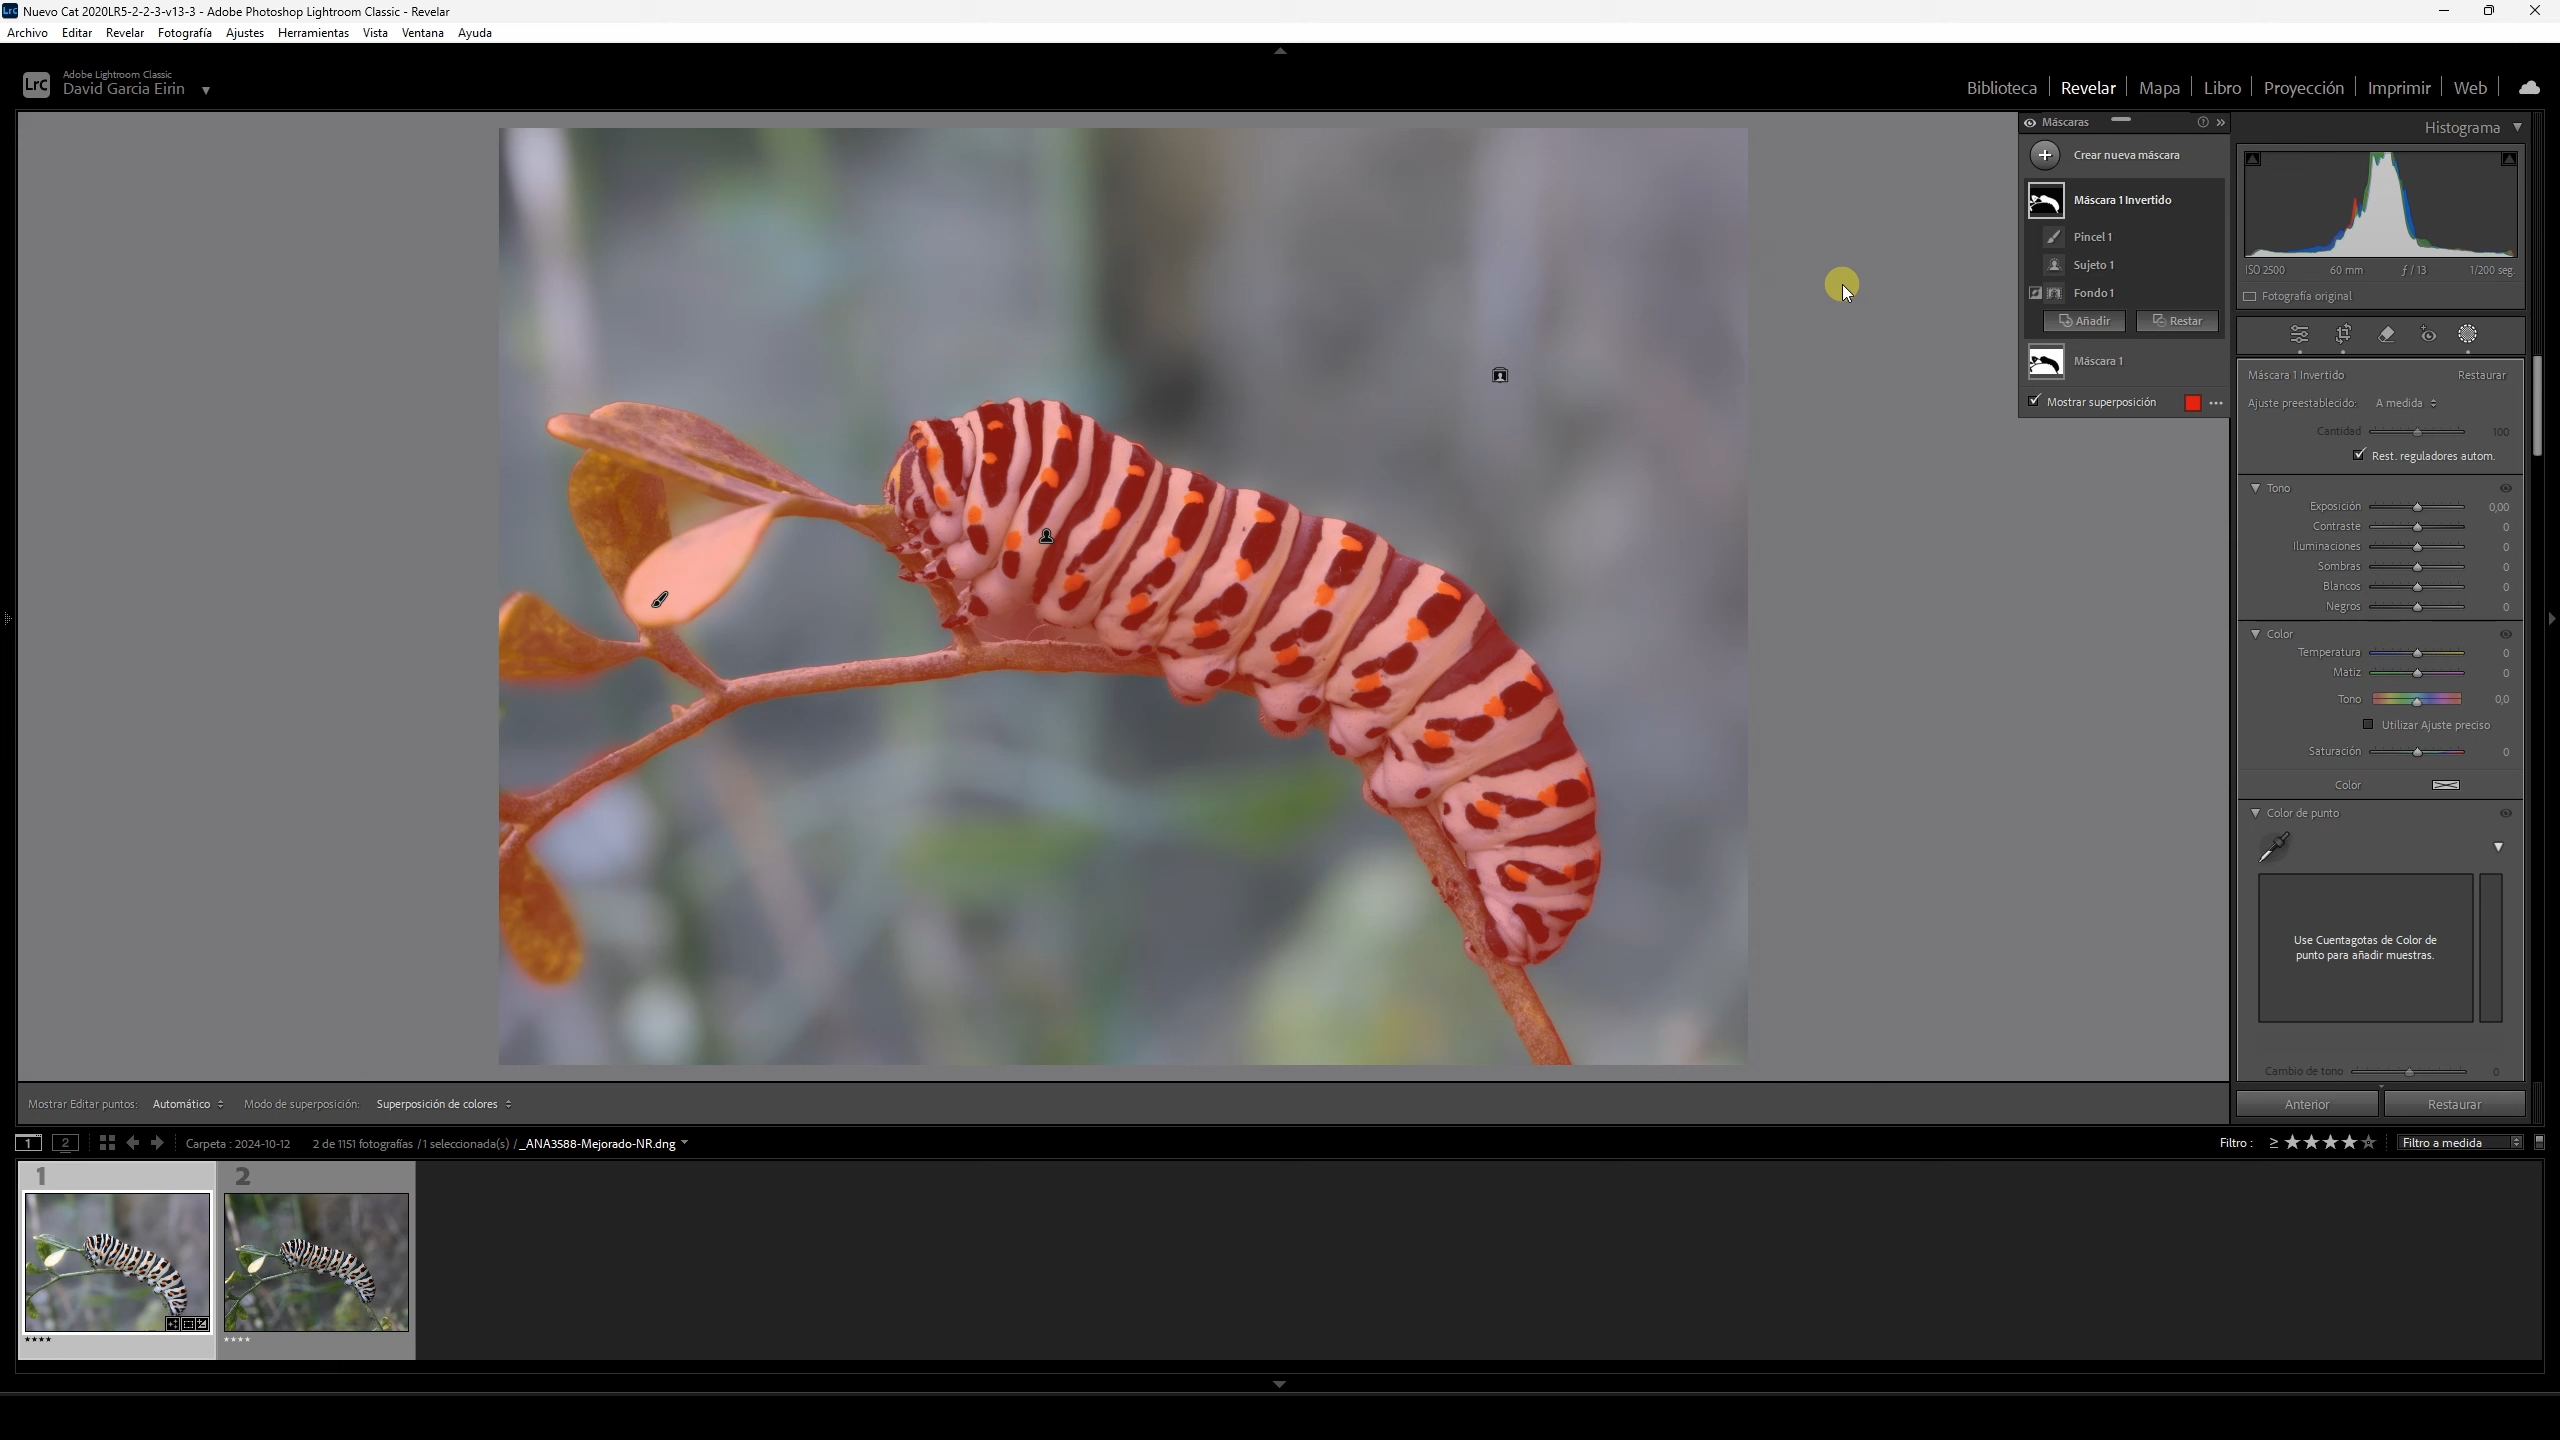 Nuevo Cat 2020LR5-2-2-3-v13-3 - Adobe Photoshop Lightroom Classic - Revelar
Archivo Editar Revelar Fotografía Ajustes Herramientas Vista Ventana Ayuda
LrC
Adobe Lightroom Classic
David Garcia Eirin
Biblioteca Revelar Mapa Libro Proyección Imprimir Web
Máscaras
Crear nueva máscara
Máscara 1 Invertido
Pincel 1
Sujeto 1
Fondo 1
Añadir Restar
Máscara 1
Mostrar superposición
Histograma
ISO 2500 60 mm ƒ / 13 1/200 seg.
Fotografía original
Máscara 1 Invertido Restaurar
Ajuste preestablecido: A medida
Cantidad 100
Rest. reguladores autom.
Tono
Exposición 0,00
Contraste 0
Iluminaciones 0
Sombras 0
Blancos 0
Negros 0
Color
Temperatura 0
Matiz 0
Tono 0,0
Utilizar Ajuste preciso
Saturación 0
Color
Color de punto
Use Cuentagotas de Color de
punto para añadir muestras.
Cambio de tono 0
Anterior Restaurar
Mostrar Editar puntos: Automático Modo de superposición: Superposición de colores
1 2 Carpeta : 2024-10-12 2 de 1151 fotografías / 1 seleccionada(s) / _ANA3588-Mejorado-NR.dng
Filtro : ≥ ★★★★☆ Filtro a medida
1 2